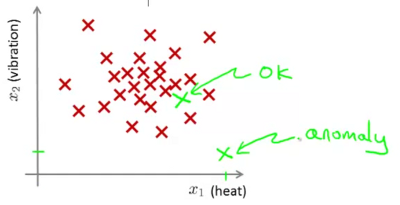 OK
x₂ (vibration)
anomaly
x₁ (heat)